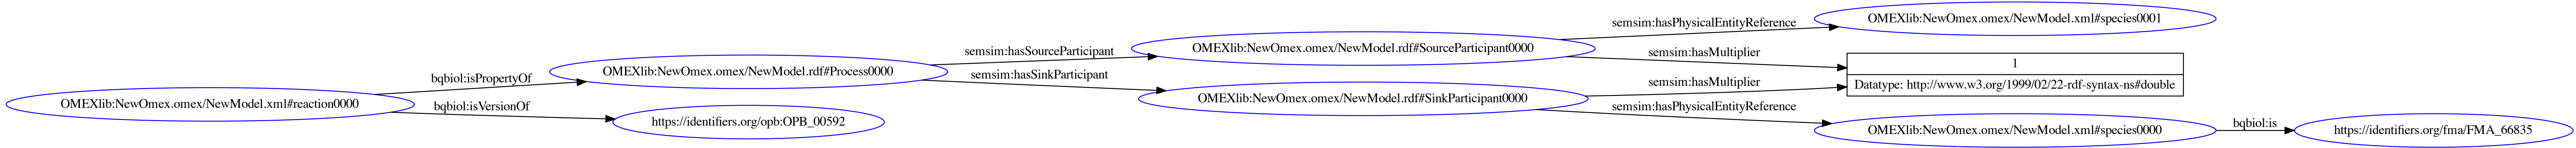 OMEXlib:NewOmex.omex/NewModel.xml#reaction0000
bqbiol:isPropertyOf
bqbiol:isVersionOf
OMEXlib:NewOmex.omex/NewModel.rdf#Process0000
https://identifiers.org/opb:OPB_00592
semsim:hasSourceParticipant
semsim:hasSinkParticipant
OMEXlib:NewOmex.omex/NewModel.rdf#SourceParticipant0000
OMEXlib:NewOmex.omex/NewModel.rdf#SinkParticipant0000
semsim:hasPhysicalEntityReference
semsim:hasMultiplier
semsim:hasMultiplier
semsim:hasPhysicalEntityReference
OMEXlib:NewOmex.omex/NewModel.xml#species0001
1
Datatype: http://www.w3.org/1999/02/22-rdf-syntax-ns#double
OMEXlib:NewOmex.omex/NewModel.xml#species0000
bqbiol:is
https://identifiers.org/fma/FMA_66835